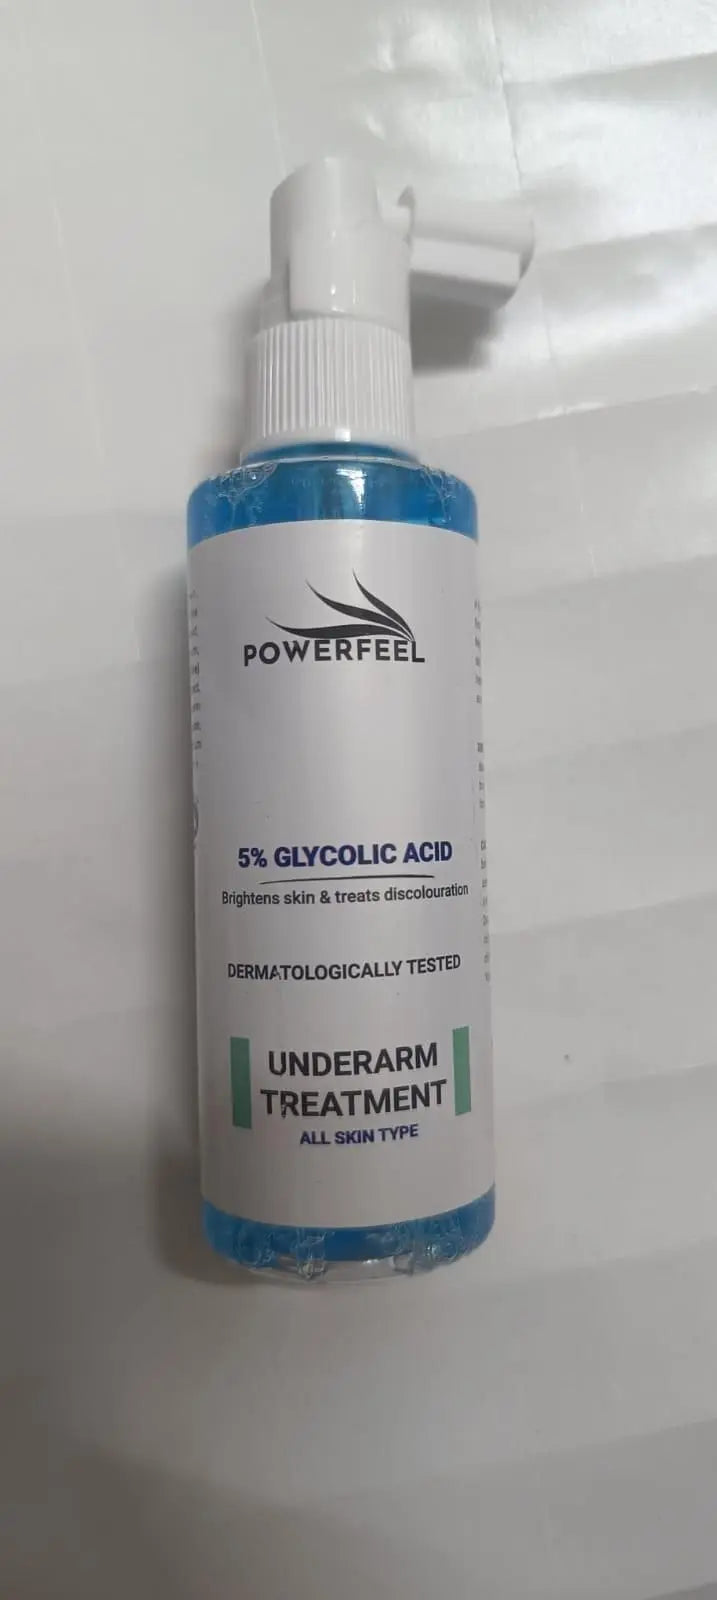 POWERFEEL
5% GLYCOLIC ACID
Brightens skin & treats discolouration
DERMATOLOGICALLY TESTED
UNDERARM
TREATMENT
ALL SKIN TYPE